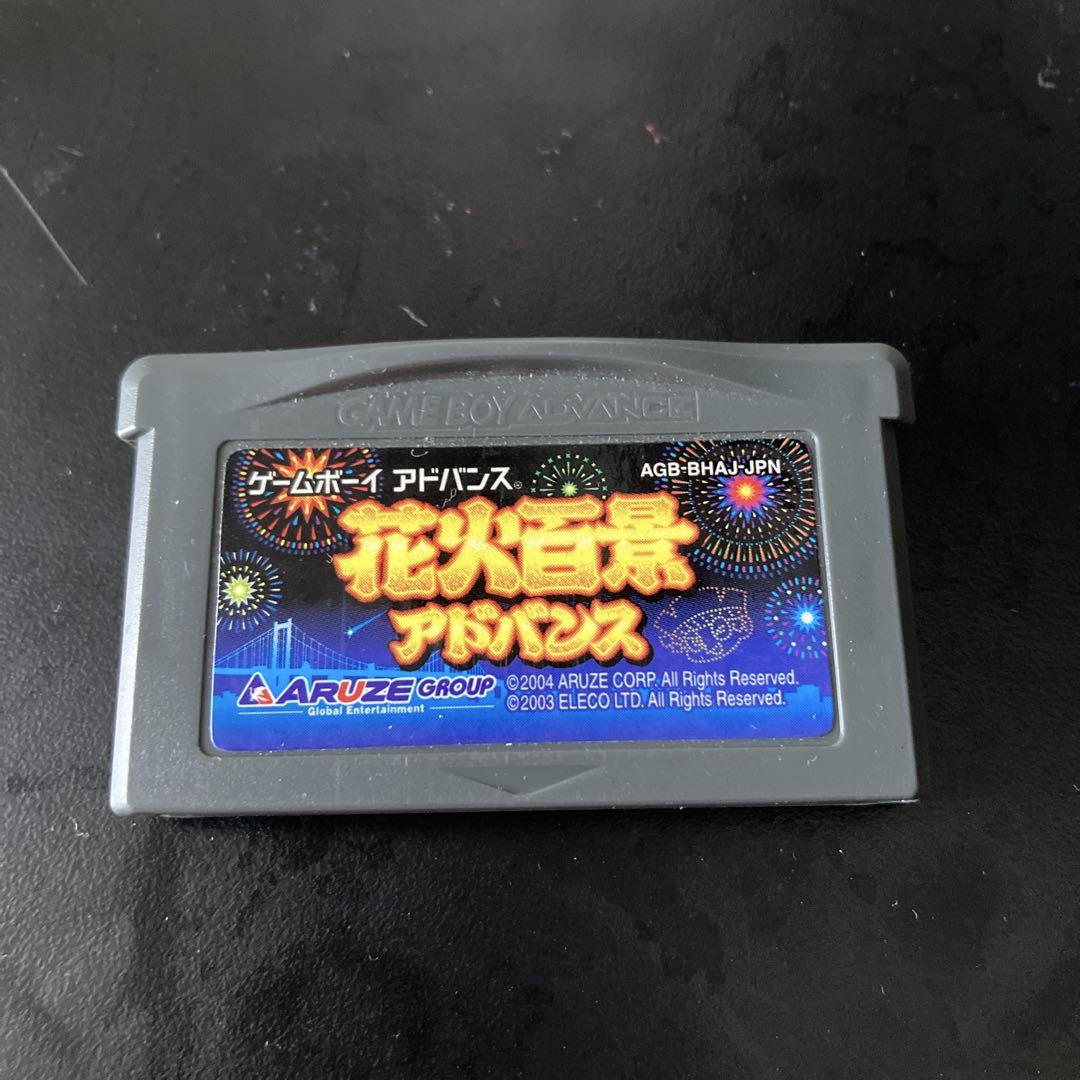 GAME BOY ADVANCE
ゲームボーイ アドバンス®
AGB-BHAJ-JPN
花火百景
アドバンス
ARUZE GROUP
Global Entertainment
©2004 ARUZE CORP. All Rights Reserved.
©2003 ELECO LTD. All Rights Reserved.